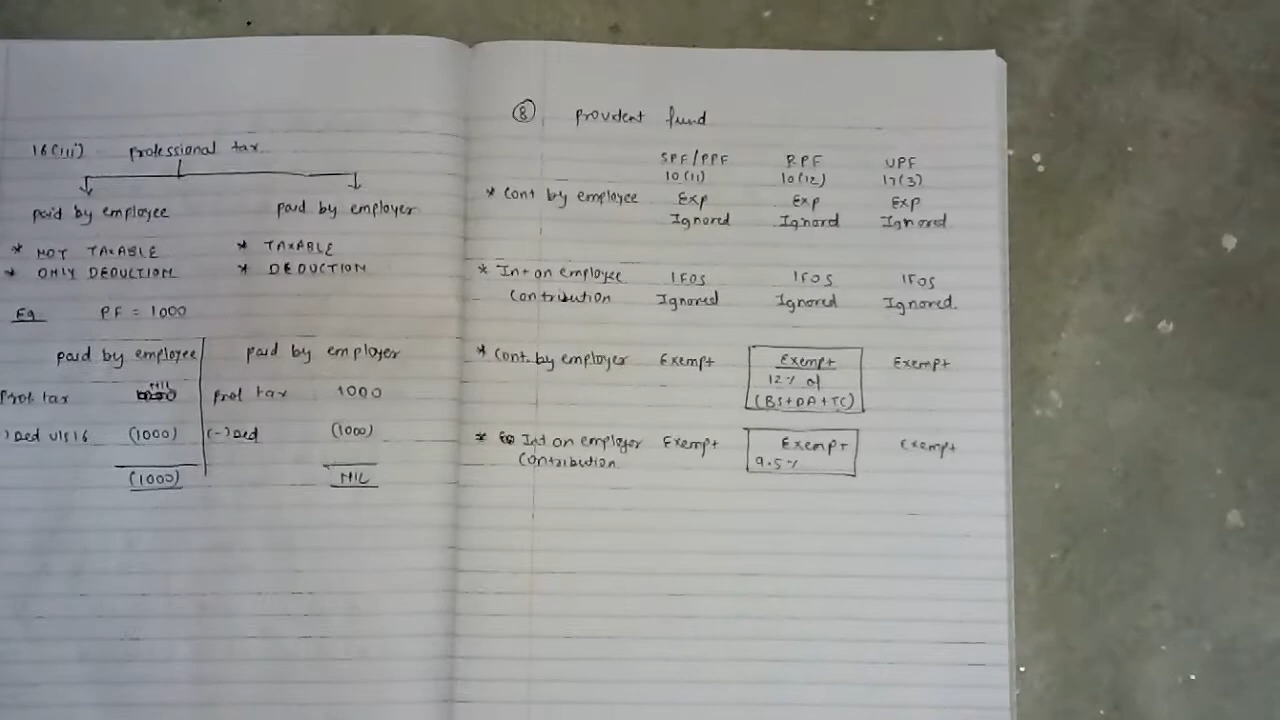 16(iii) professional tax
paid by employee paid by employer
* NOT TAXABLE * TAXABLE
* ONLY DEDUCTION * DEDUCTION
Eg PF = 1000
paid by employee paid by employer
Prof. tax NIL prof tax 1000
) Ded U/S 16 (1000) (-) Ded (1000)
(1000) NIL
8 provident fund
SPF/PPF RPF UPF
10(11) 10(12) 17(3)
* Cont by employee Exp Exp Exp
Ignored Ignord Ignored
* Int on employee IFOS IFOS IFOS
Contribution Ignored Ignored Ignored.
* Cont. by employer Exempt Exempt Exempt
12% of
(BS+DA+TC)
* Int on employer Exempt Exempt Exempt
Contribution 9.5%